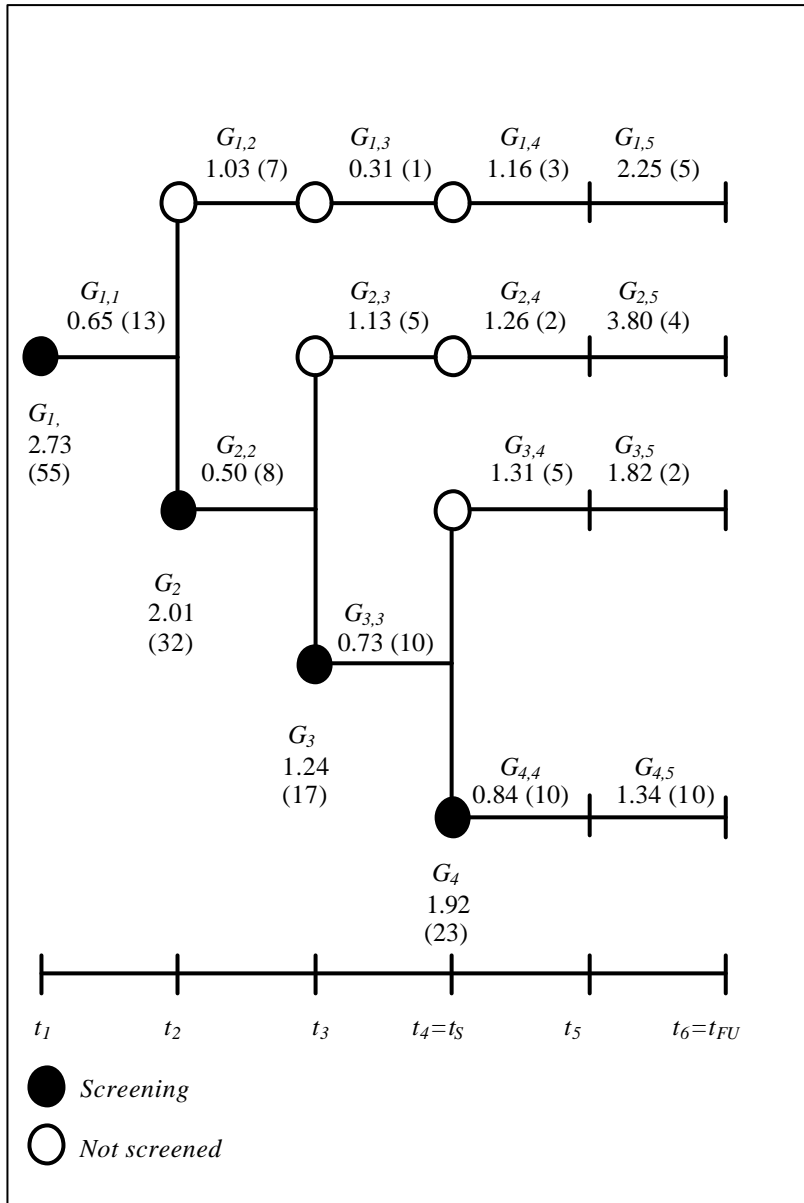 G1,2 G1,3 G1,4 G1,5
1.03 (7) 0.31 (1) 1.16 (3) 2.25 (5)
G1,1
0.65 (13)
G2,3 G2,4 G2,5
1.13 (5) 1.26 (2) 3.80 (4)
G1,
2.73
(55)
G2,2
0.50 (8)
G3,4 G3,5
1.31 (5) 1.82 (2)
G2
2.01
(32)
G3,3
0.73 (10)
G3
1.24
(17)
G4,4 G4,5
0.84 (10) 1.34 (10)
G4
1.92
(23)
t1 t2 t3 t4=tS t5 t6=tFU
Screening
Not screened